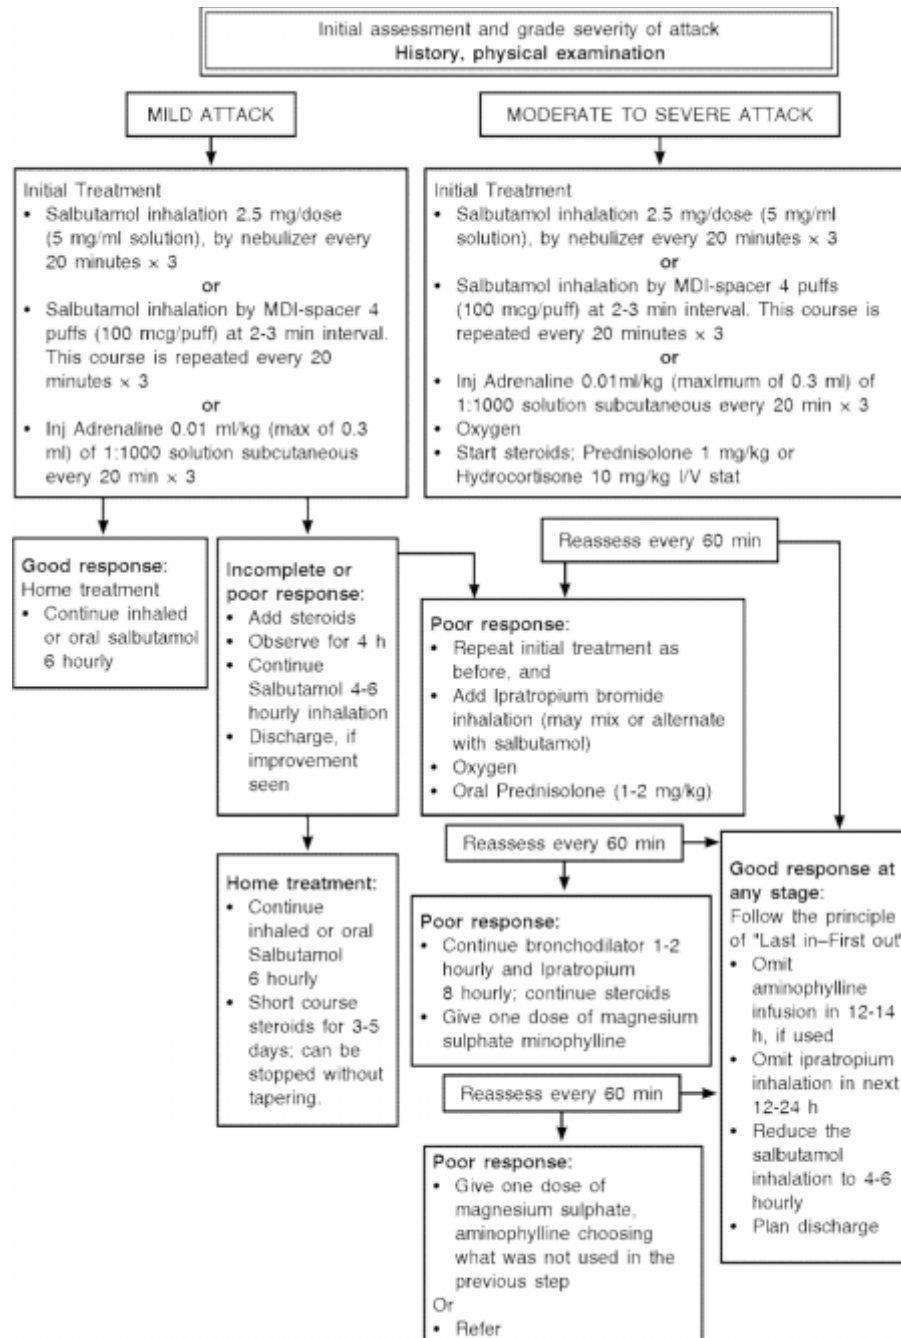 Initial assessment and grade severity of attack
History, physical examination
MILD ATTACK
MODERATE TO SEVERE ATTACK
Initial Treatment
• Salbutamol inhalation 2.5 mg/dose
(5 mg/ml solution), by nebulizer every
20 minutes × 3
or
• Salbutamol inhalation by MDI-spacer 4
puffs (100 mcg/puff) at 2-3 min interval.
This course is repeated every 20
minutes × 3
or
• Inj Adrenaline 0.01 ml/kg (max of 0.3
ml) of 1:1000 solution subcutaneous
every 20 min × 3
Initial Treatment
• Salbutamol inhalation 2.5 mg/dose (5 mg/ml
solution), by nebulizer every 20 minutes × 3
or
• Salbutamol inhalation by MDI-spacer 4 puffs
(100 mcg/puff) at 2-3 min interval. This course is
repeated every 20 minutes × 3
or
• Inj Adrenaline 0.01ml/kg (maxImum of 0.3 ml) of
1:1000 solution subcutaneous every 20 min × 3
• Oxygen
• Start steroids; Prednisolone 1 mg/kg or
Hydrocortisone 10 mg/kg I/V stat
Good response:
Home treatment
• Continue inhaled
or oral salbutamol
6 hourly
Incomplete or
poor response:
• Add steroids
• Observe for 4 h
• Continue
Salbutamol 4-6
hourly inhalation
• Discharge, if
improvement
seen
Reassess every 60 min
Poor response:
• Repeat initial treatment as
before, and
• Add Ipratropium bromide
inhalation (may mix or alternate
with salbutamol)
• Oxygen
• Oral Prednisolone (1-2 mg/kg)
Reassess every 60 min
Home treatment:
• Continue
inhaled or oral
Salbutamol
6 hourly
• Short course
steroids for 3-5
days; can be
stopped without
tapering.
Poor response:
• Continue bronchodilator 1-2
hourly and Ipratropium
8 hourly; continue steroids
• Give one dose of magnesium
sulphate minophylline
Good response at
any stage:
Follow the principle
of "Last in–First out"
• Omit
aminophylline
infusion in 12-14
h, if used
• Omit ipratropium
inhalation in next
12-24 h
• Reduce the
salbutamol
inhalation to 4-6
hourly
• Plan discharge
Reassess every 60 min
Poor response:
• Give one dose of
magnesium sulphate,
aminophylline choosing
what was not used in the
previous step
Or
• Refer